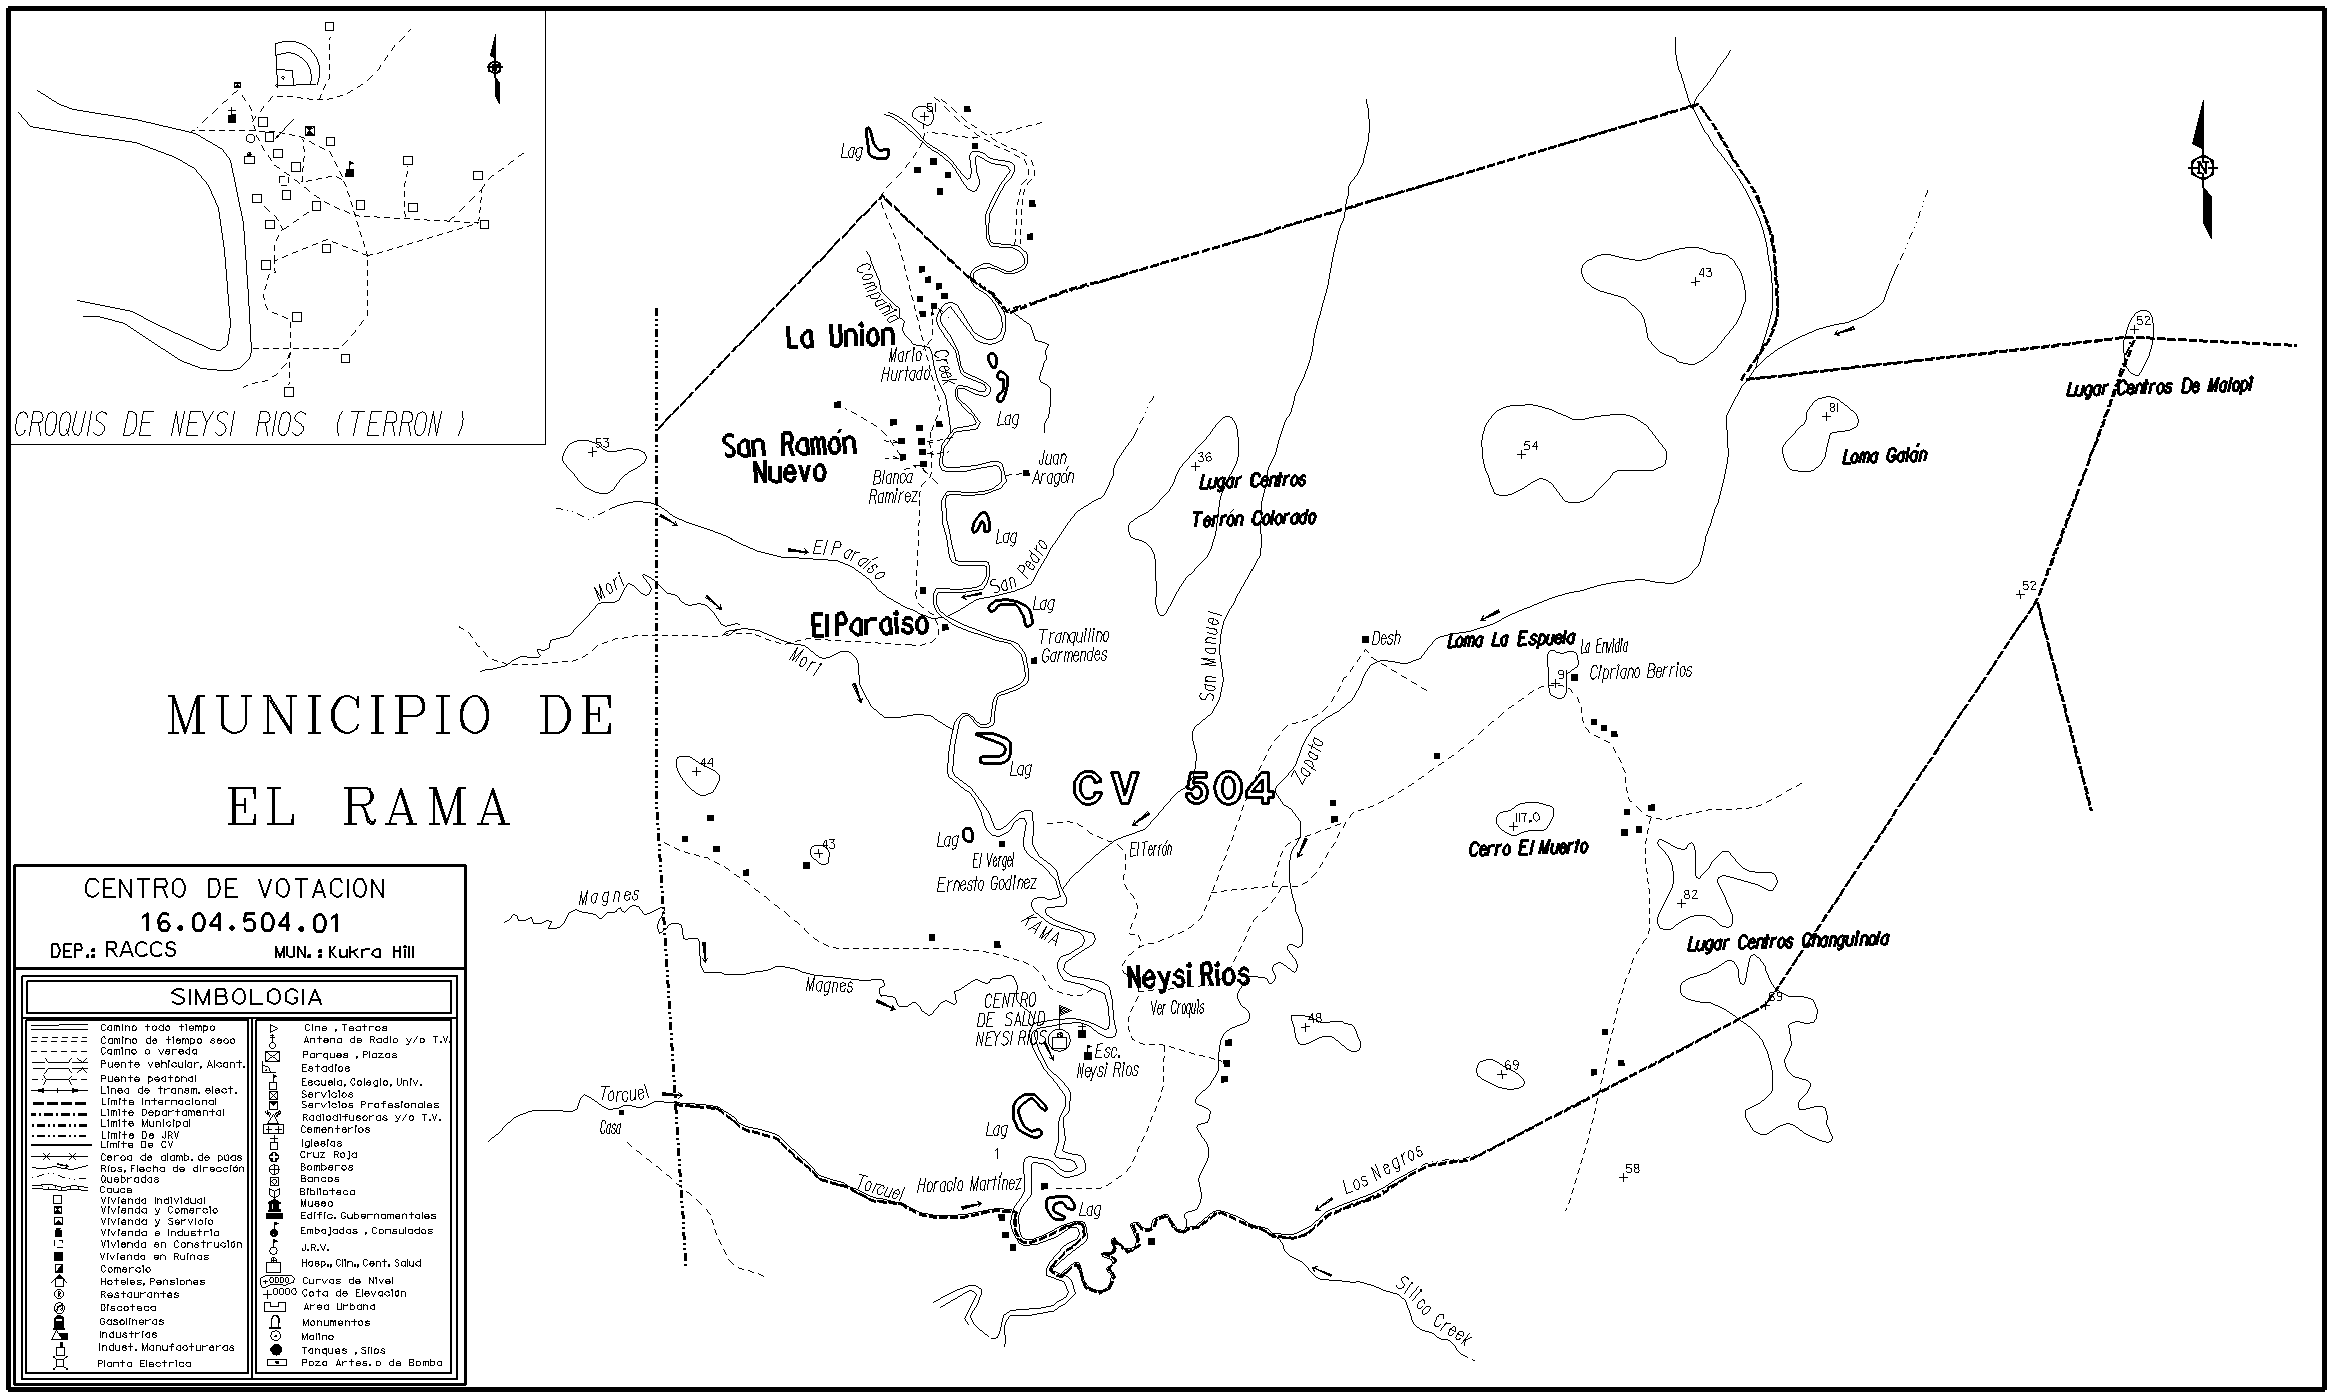 CROQUIS DE NEYSI RIOS (TERRON )
51
Lag
N
43
Compañia
La Union
Mario
Hurtado
Creek
Lag
52
Lugar Centros De Malopi
81
Loma Galán
54
53
San Ramón
Nuevo
Blanca
Ramirez
Juan
Aragón
36
Lugar Centros
Terrón Colorado
Lag
El Paraíso
San Pedro
Mori
Lag
El Paraiso
Tranquilino
Garmendes
Mori
San Manuel
52
Desh
Loma La Espuela
La Envidia
Cipriano Berrios
91
MUNICIPIO DE
EL RAMA
44
Lag
Zapata
CV 504
43
Lag
El Vergel
Ernesto Godinez
El Terrón
117.0
Cerro El Muerto
82
Lugar Centros Changuinola
Magnes
KAMA
Magnes
Neysi Rios
Ver Croquis
CENTRO
DE SALUD
NEYSI RÍOS
Esc.
Neysi Rios
48
69
Torcuel
Casa
Lag
1
58
Los Negros
Torcuel
Horacio Martínez
Lag
Silico Creek
CENTRO DE VOTACION
16.04.504.01
DEP.: RACCS MUN.: Kukra Hill
SIMBOLOGIA
Camino todo tiempo
Camino de tiempo seco
Camino o vereda
Puente vehicular, Alcant.
Puente peatonal
Linea de transm. elect.
Limite Internacional
Limite Departamental
Limite Municipal
Limite De JRV
Limite De CV
Cerca de alamb. de puas
Rios, Flecha de dirección
Quebradas
Cauce
Vivienda Individual
Vivienda y Comercio
Vivienda y Servicio
Vivienda e Industria
Vivienda en Construción
Vivienda en Ruinas
Comercio
Hoteles, Pensiones
Restaurantes
Discoteca
Gasolineras
Industrias
Indust. Manufactureras
Planta Electrica
Cine , Teatros
Antena de Radio y/o T.V.
Parques , Plazas
Estadios
Escuela, Colegio, Univ.
Servicios
Servicios Profesionales
Radiodifusoras y/o T.V.
Cementerios
Iglesias
Cruz Roja
Bomberos
Bancos
Biblioteca
Museo
Edific. Gubernamentales
Embajadas , Consulados
J.R.V.
Hosp., Clin., Cent. Salud
Curvas de Nivel
Cota de Elevación
Area Urbana
Monumentos
Molino
Tanques , Silos
Pozo Artes. o de Bomba